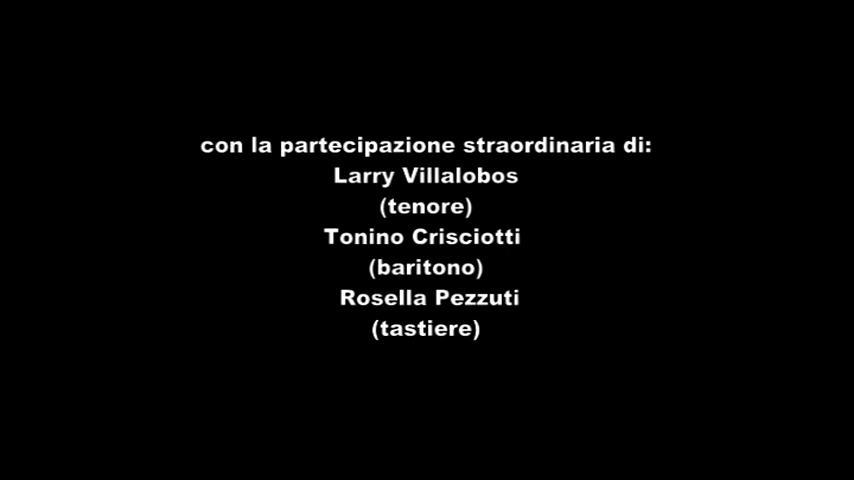 con la partecipazione straordinaria di:
Larry Villalobos
(tenore)
Tonino Crisciotti
(baritono)
Rosella Pezzuti
(tastiere)